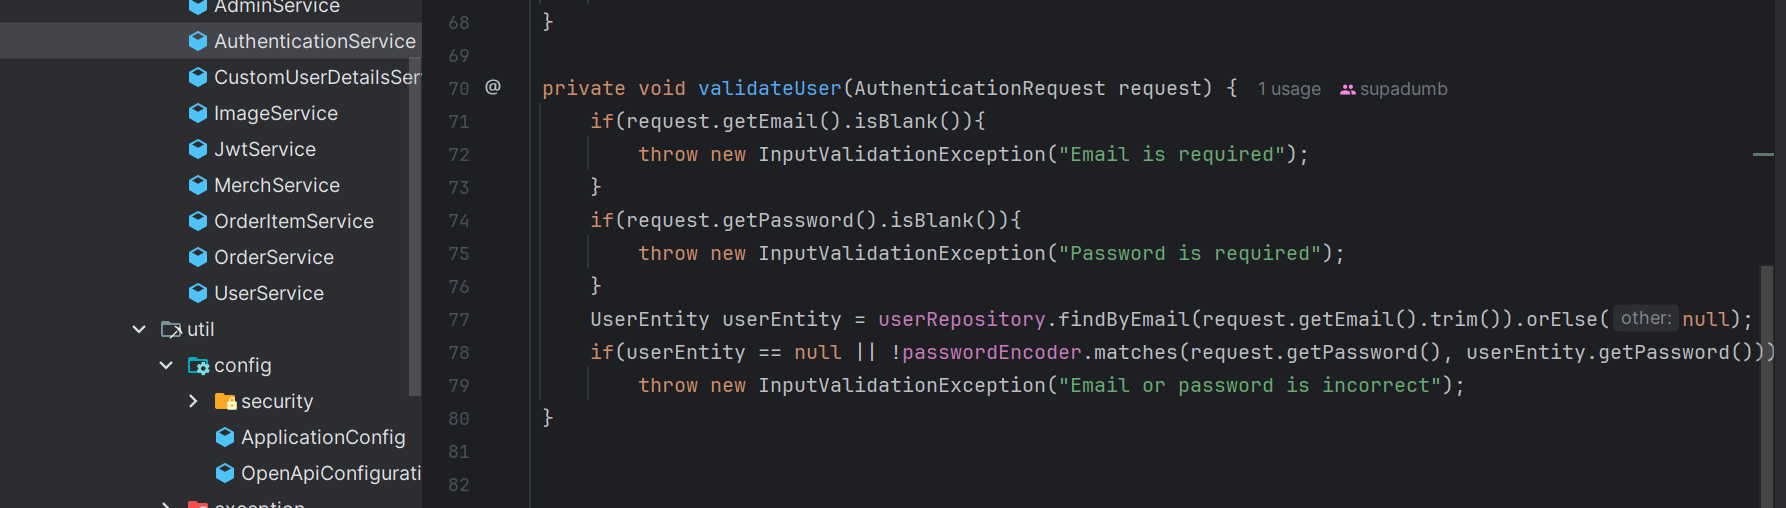 AdminService
AuthenticationService
CustomUserDetailsSer
ImageService
JwtService
MerchService
OrderItemService
OrderService
UserService
util
config
security
ApplicationConfig
OpenApiConfigurati
exception
68 }
69
70 @ private void validateUser(AuthenticationRequest request) { 1 usage supadumb
71 if(request.getEmail().isBlank()){
72 throw new InputValidationException("Email is required");
73 }
74 if(request.getPassword().isBlank()){
75 throw new InputValidationException("Password is required");
76 }
77 UserEntity userEntity = userRepository.findByEmail(request.getEmail().trim()).orElse( other: null);
78 if(userEntity == null || !passwordEncoder.matches(request.getPassword(), userEntity.getPassword()))
79 throw new InputValidationException("Email or password is incorrect");
80 }
81
82